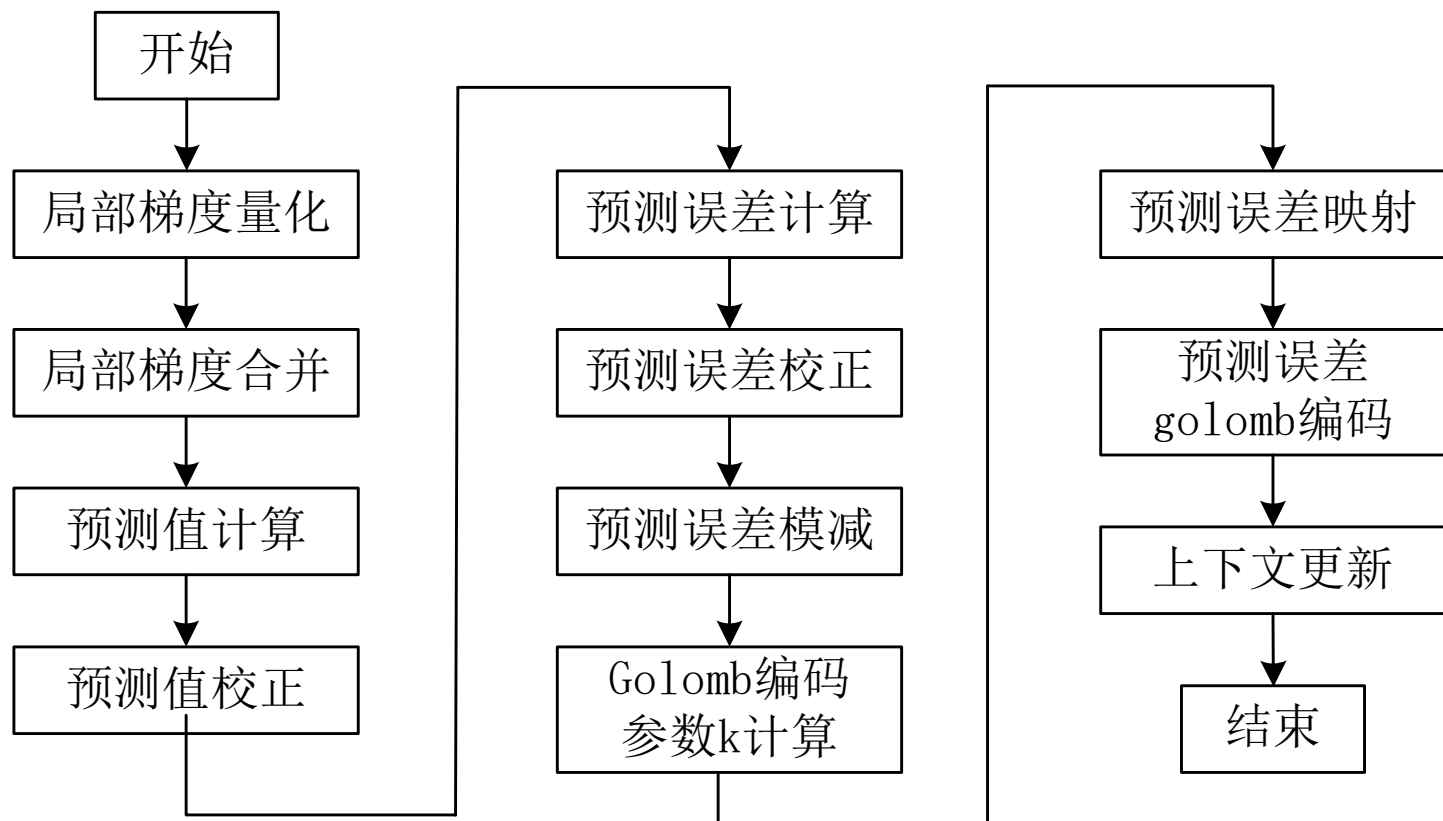 开始
局部梯度量化
局部梯度合并
预测值计算
预测值校正
预测误差计算
预测误差校正
预测误差模减
Golomb编码
参数k计算
预测误差映射
预测误差
golomb编码
上下文更新
结束